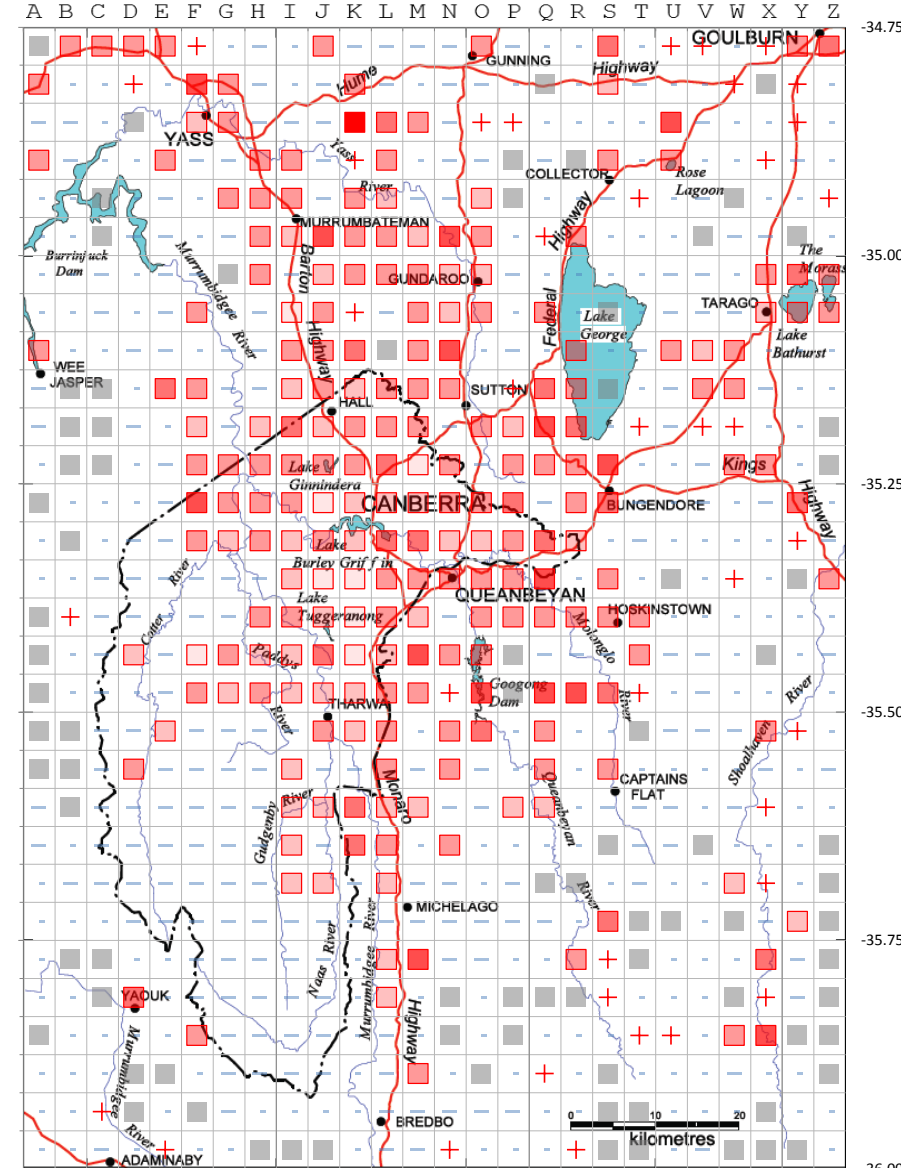 A B C D E F G H I J K L M N O P Q R S T U V W X Y Z
-34.75
GOULBURN
GUNNING
Hume
Highway
YASS
Yass
River
COLLECTOR
Rose
Lagoon
MURRUMBATEMAN
Highway
Burrinjuck
Dam
Murrumbidgee
River
Barton
Highway
-35.00
The
Morass
GUNDAROO
Federal
Lake
George
TARAGO
Lake
Bathurst
WEE
JASPER
HALL
SUTTON
Lake
Ginnindera
Kings
Highway
-35.25
CANBERRA
BUNGENDORE
Lake
Burley Griffin
QUEANBEYAN
Cotter
River
Lake
Tuggeranong
HOSKINSTOWN
Molonglo
River
Paddys
River
Googong
Dam
THARWA
-35.50
Shoalhaven
River
Monaro
CAPTAINS
FLAT
Gudgenby
River
Queanbeyan
River
MICHELAGO
Naas
River
Murrumbidgee
River
-35.75
YAOUK
Murrumbidgee
River
Highway
BREDBO
0 10 20
kilometres
ADAMINABY
-36.00